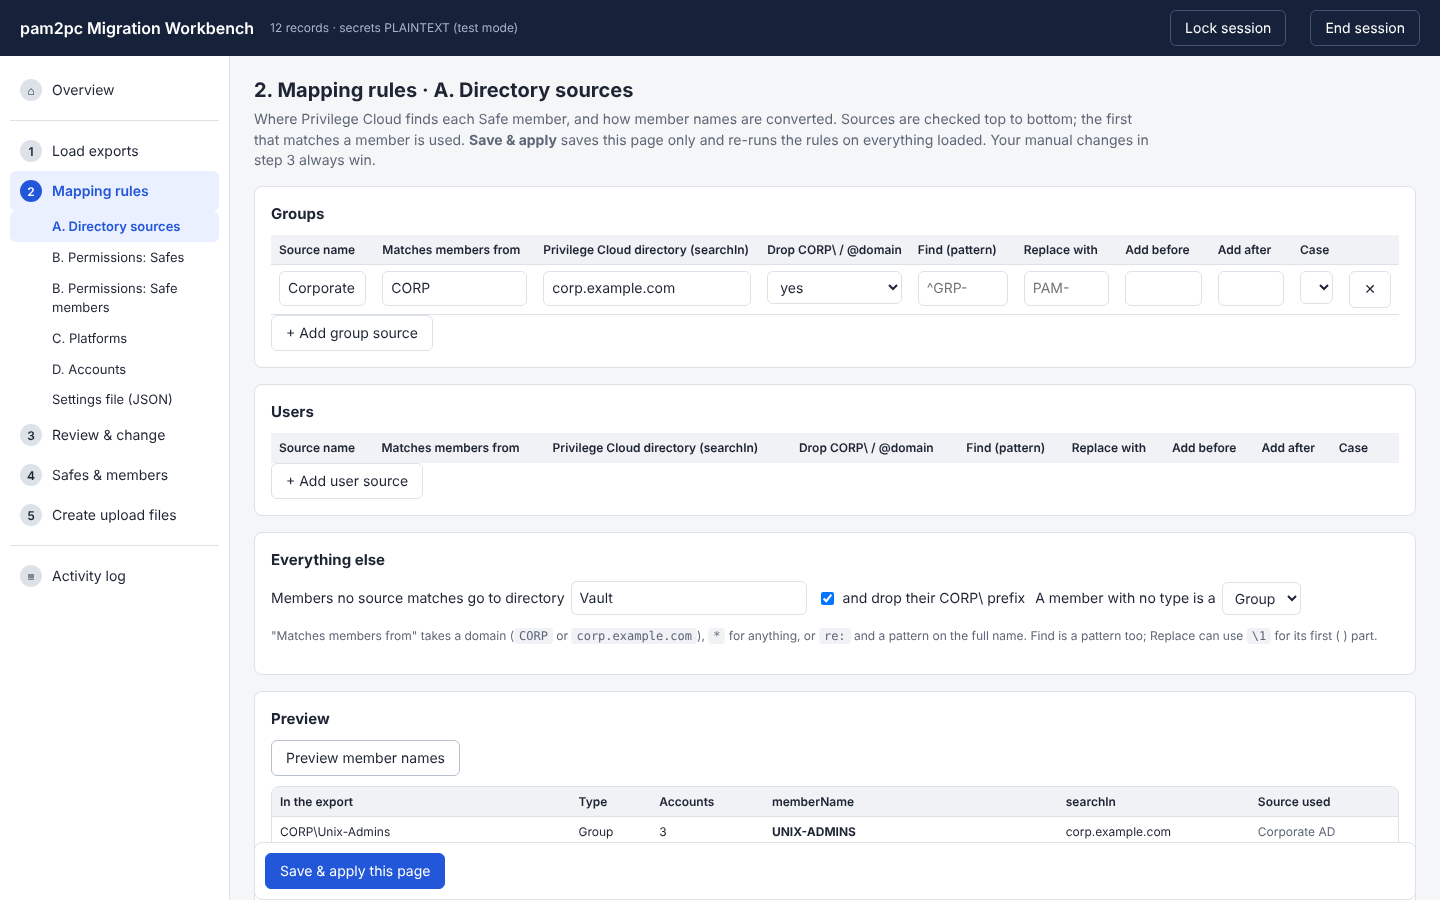 pam2pc Migration Workbench
12 records · secrets PLAINTEXT (test mode)
Lock session
End session
Overview
1 Load exports
2 Mapping rules
A. Directory sources
B. Permissions: Safes
B. Permissions: Safe
members
C. Platforms
D. Accounts
Settings file (JSON)
3 Review & change
4 Safes & members
5 Create upload files
Activity log
2. Mapping rules · A. Directory sources
Where Privilege Cloud finds each Safe member, and how member names are converted. Sources are checked top to bottom; the first
that matches a member is used. Save & apply saves this page only and re-runs the rules on everything loaded. Your manual changes in
step 3 always win.
Groups
Source name Matches members from Privilege Cloud directory (searchIn) Drop CORP\ / @domain Find (pattern) Replace with Add before Add after Case
Corporate CORP corp.example.com yes ^GRP- PAM- ✕
+ Add group source
Users
Source name Matches members from Privilege Cloud directory (searchIn) Drop CORP\ / @domain Find (pattern) Replace with Add before Add after Case
+ Add user source
Everything else
Members no source matches go to directory Vault and drop their CORP\ prefix A member with no type is a Group
"Matches members from" takes a domain ( CORP or corp.example.com ), * for anything, or re: and a pattern on the full name. Find is a pattern too; Replace can use \1 for its first ( ) part.
Preview
Preview member names
In the export Type Accounts memberName searchIn Source used
CORP\Unix-Admins Group 3 UNIX-ADMINS corp.example.com Corporate AD
Save & apply this page